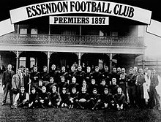 ESSENDON FOOTBALL CLUB
PREMIERS 1897